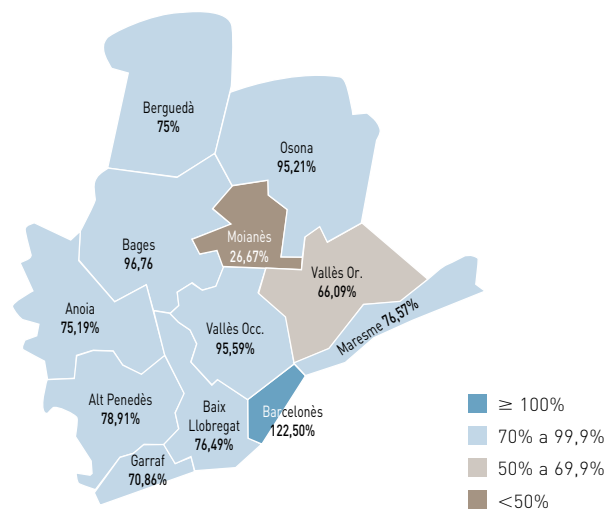 Berguedà
75%
Osona
95,21%
Moianès
26,67%
Bages
96,76
Vallès Or.
66,09%
Anoia
75,19%
Maresme 76,57%
Vallès Occ.
95,59%
Alt Penedès
78,91%
Baix
Llobregat
76,49%
Barcelonès
122,50%
Garraf
70,86%
≥ 100%
70% a 99,9%
50% a 69,9%
<50%